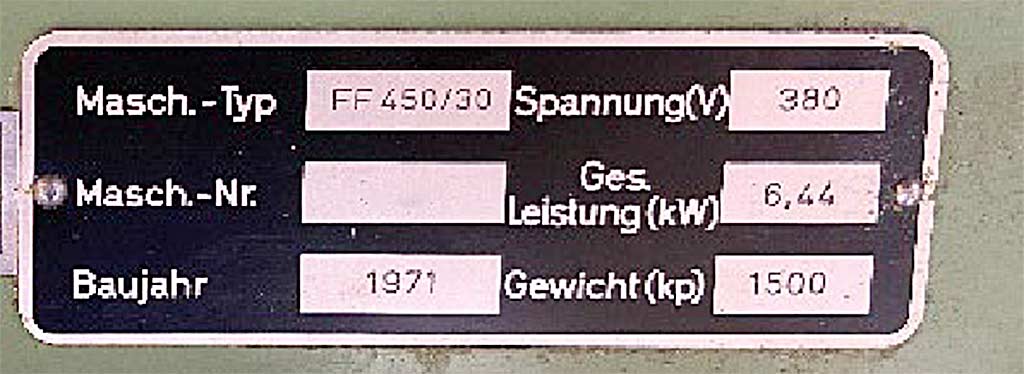 Masch.-Typ FF 450/30 Spannung(V) 380
Masch.-Nr. Ges. Leistung(kW) 6,44
Baujahr 1971 Gewicht(kp) 1500